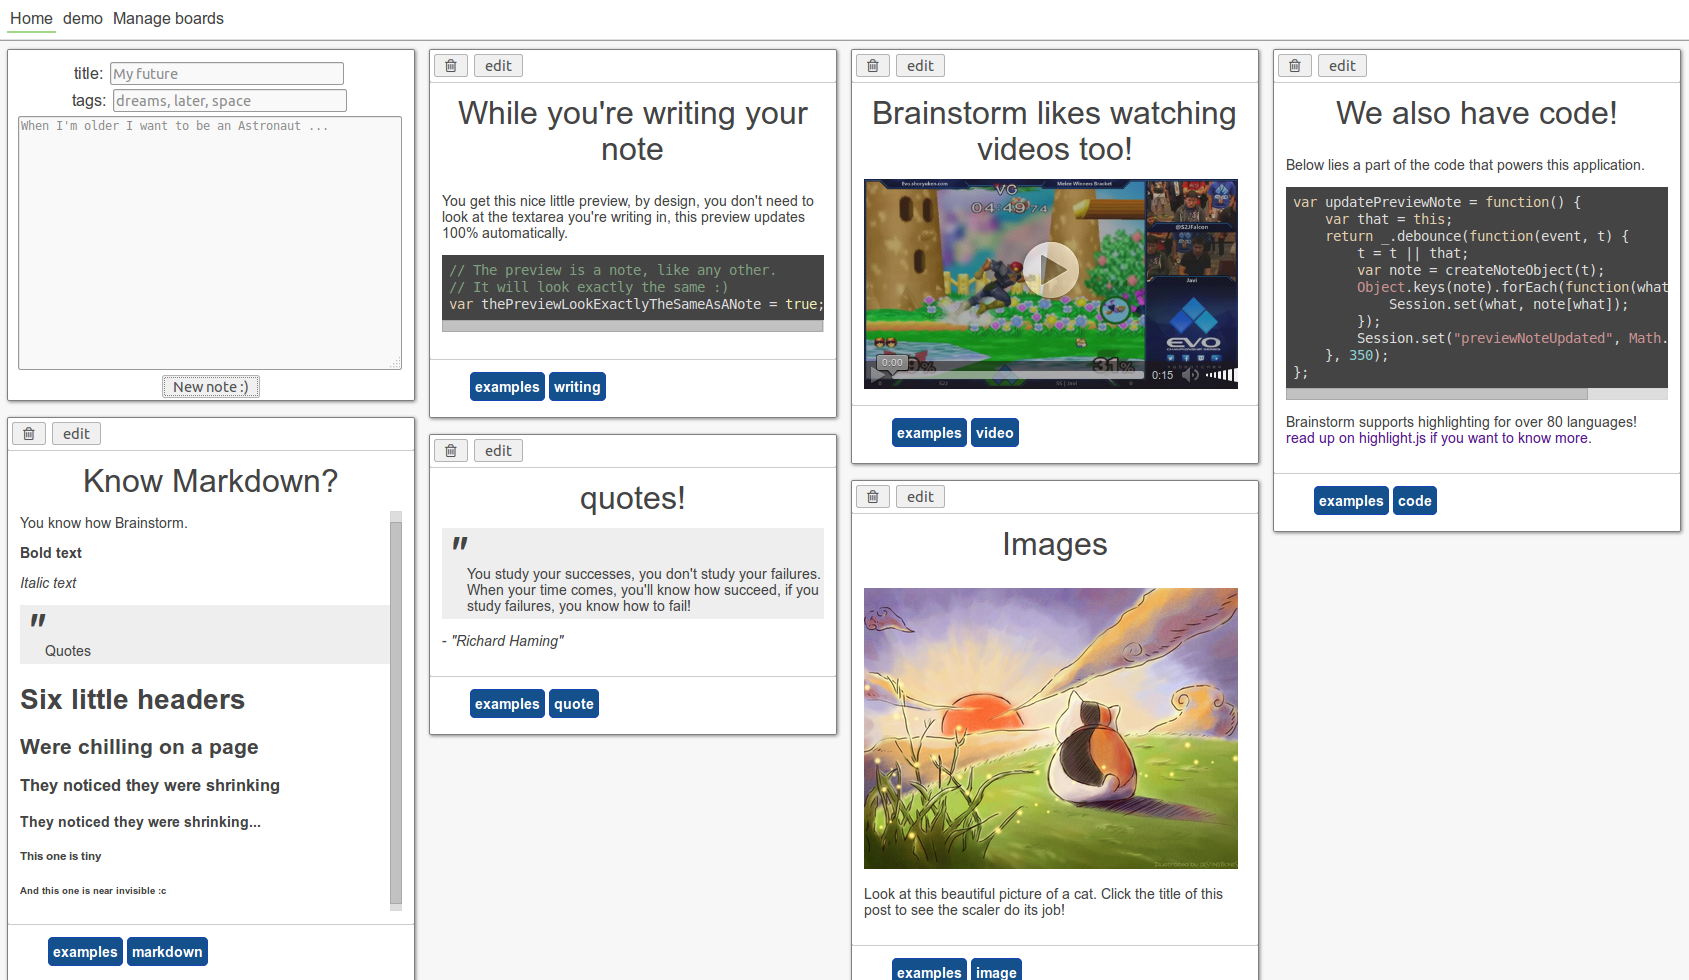 Home demo Manage boards
title: My future
tags: dreams, later, space
When I'm older I want to be an Astronaut ...
New note :)
edit
Know Markdown?
You know how Brainstorm.
Bold text
Italic text
"
Quotes
Six little headers
Were chilling on a page
They noticed they were shrinking
They noticed they were shrinking...
This one is tiny
And this one is near invisible :c
examples markdown
edit
While you're writing your
note
You get this nice little preview, by design, you don't need to
look at the textarea you're writing in, this preview updates
100% automatically.
// The preview is a note, like any other.
// It will look exactly the same :)
var thePreviewLookExactlyTheSameAsANote = true;
examples writing
edit
quotes!
"
You study your successes, you don't study your failures.
When your time comes, you'll know how succeed, if you
study failures, you know how to fail!
- "Richard Haming"
examples quote
edit
Brainstorm likes watching
videos too!
Evo.shoryuken.com
VG
Melee Winners Bracket
04:49 74
@S2JFalcon
Javi
EVO
31%
0:00
0:15
examples video
edit
Images
Look at this beautiful picture of a cat. Click the title of this
post to see the scaler do its job!
examples image
edit
We also have code!
Below lies a part of the code that powers this application.
var updatePreviewNote = function() {
var that = this;
return _.debounce(function(event, t) {
t = t || that;
var note = createNoteObject(t);
Object.keys(note).forEach(function(what
Session.set(what, note[what]);
});
Session.set("previewNoteUpdated", Math.
}, 350);
};
Brainstorm supports highlighting for over 80 languages!
read up on highlight.js if you want to know more.
examples code